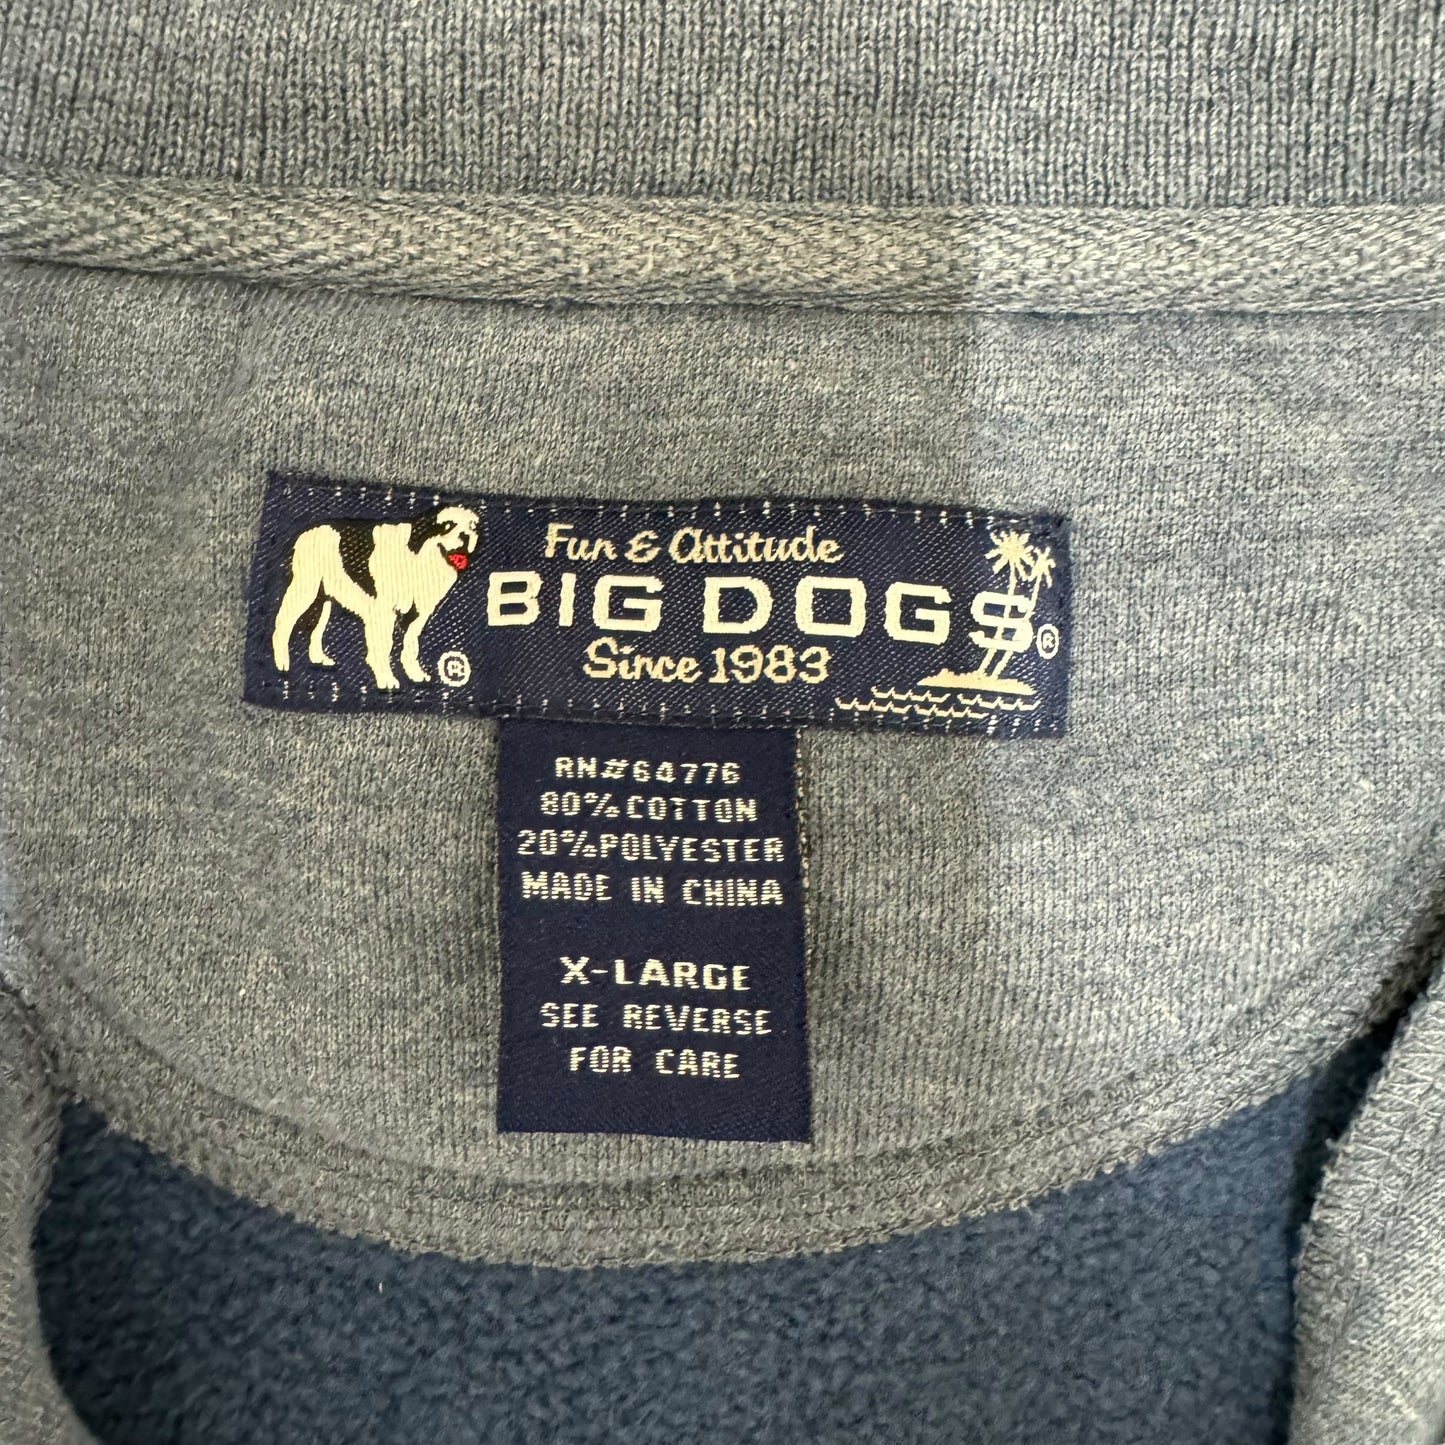 Fun & Attitude
BIG DOGS®
Since 1983
®
RN#64776
80%COTTON
20%POLYESTER
MADE IN CHINA
X-LARGE
SEE REVERSE
FOR CARE